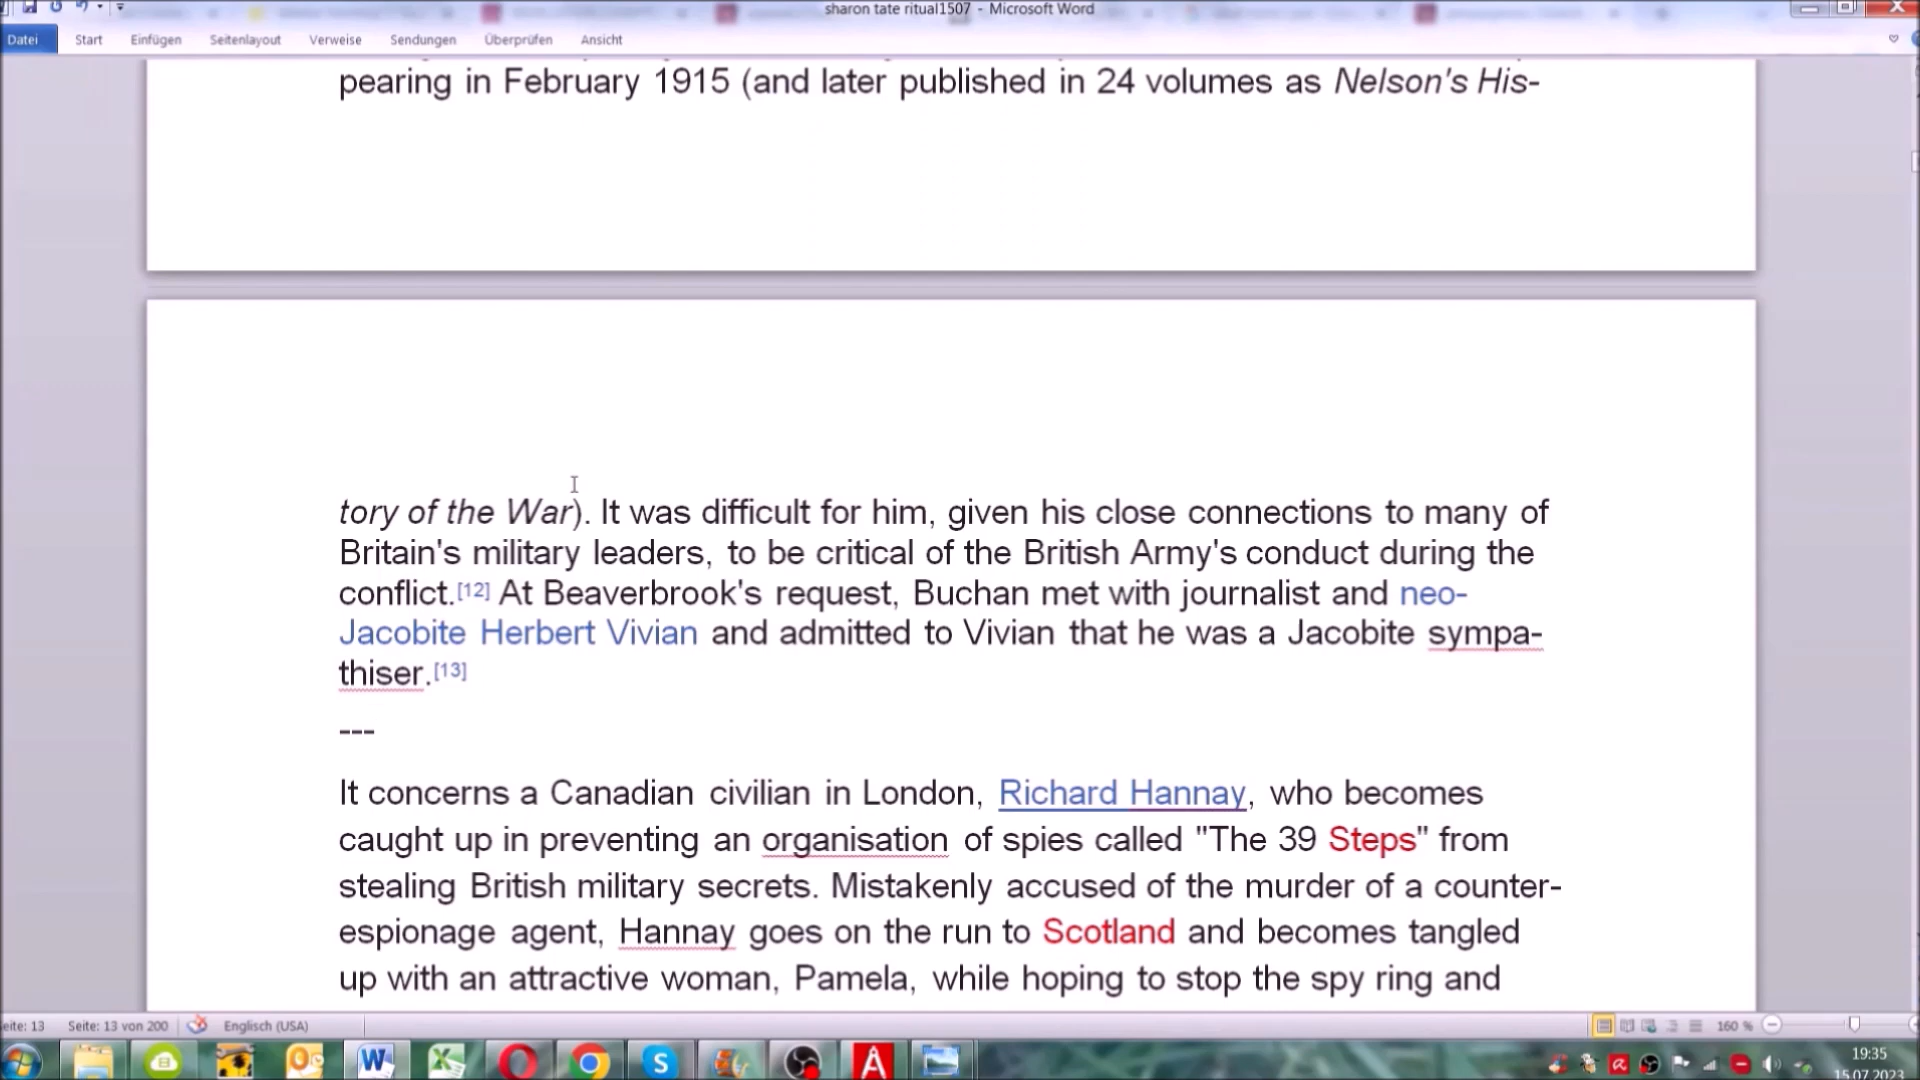 sharon tate ritual1507 - Microsoft Word
Datei Start Einfügen Seitenlayout Verweise Sendungen Überprüfen Ansicht
pearing in February 1915 (and later published in 24 volumes as Nelson's His-
tory of the War). It was difficult for him, given his close connections to many of
Britain's military leaders, to be critical of the British Army's conduct during the
conflict.[12] At Beaverbrook's request, Buchan met with journalist and neo-
Jacobite Herbert Vivian and admitted to Vivian that he was a Jacobite sympa-
thiser.[13]
---
It concerns a Canadian civilian in London, Richard Hannay, who becomes
caught up in preventing an organisation of spies called "The 39 Steps" from
stealing British military secrets. Mistakenly accused of the murder of a counter-
espionage agent, Hannay goes on the run to Scotland and becomes tangled
up with an attractive woman, Pamela, while hoping to stop the spy ring and
eite: 13 Seite: 13 von 200 Englisch (USA) 160 %
19:35
15.07.2023